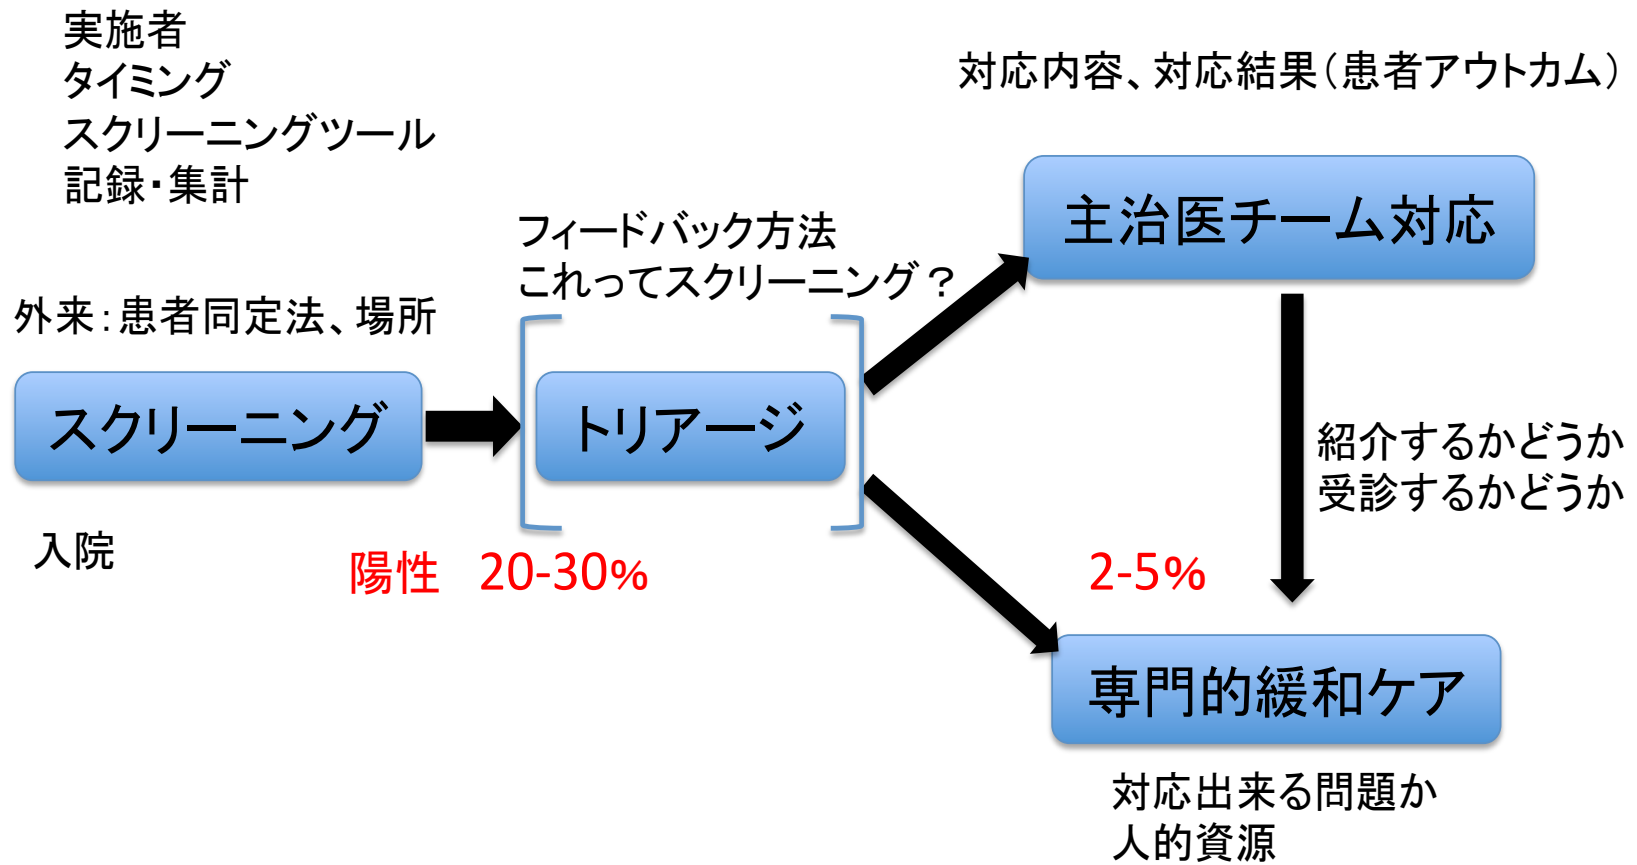 実施者
タイミング
スクリーニングツール
記録・集計
対応内容、対応結果（患者アウトカム）
主治医チーム対応
フィードバック方法
これってスクリーニング？
外来：患者同定法、場所
スクリーニング
トリアージ
紹介するかどうか
受診するかどうか
入院
陽性　20-30%
2-5%
専門的緩和ケア
対応出来る問題か
人的資源